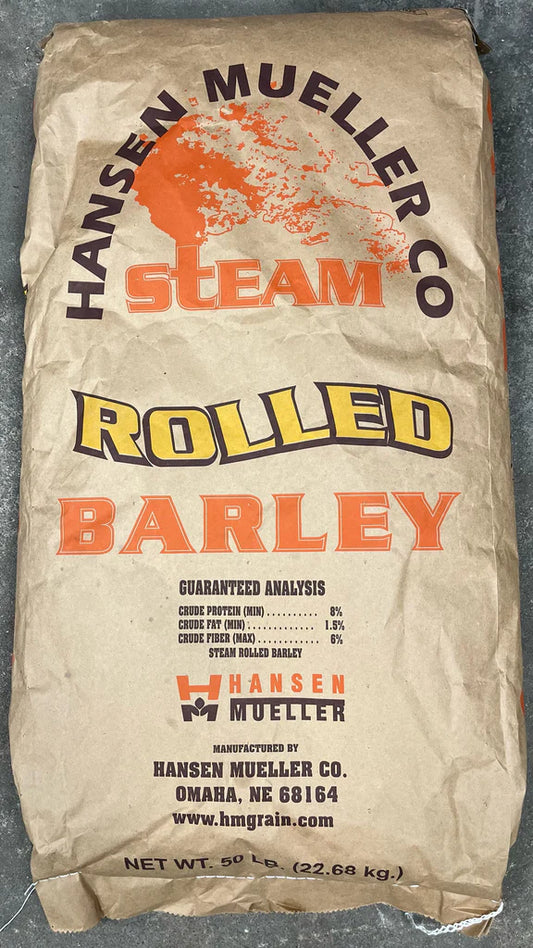 HANSEN MUELLER CO
StEAM
ROLLED
BARLEY
GUARANTEED ANALYSIS
CRUDE PROTEIN (MIN) .......... 8%
CRUDE FAT (MIN) ............. 1.5%
CRUDE FIBER (MAX) ............ 6%
STEAM ROLLED BARLEY
HM HANSEN
MUELLER
MANUFACTURED BY
HANSEN MUELLER CO.
OMAHA, NE 68164
www.hmgrain.com
NET WT. 50 LB. (22.68 kg.)